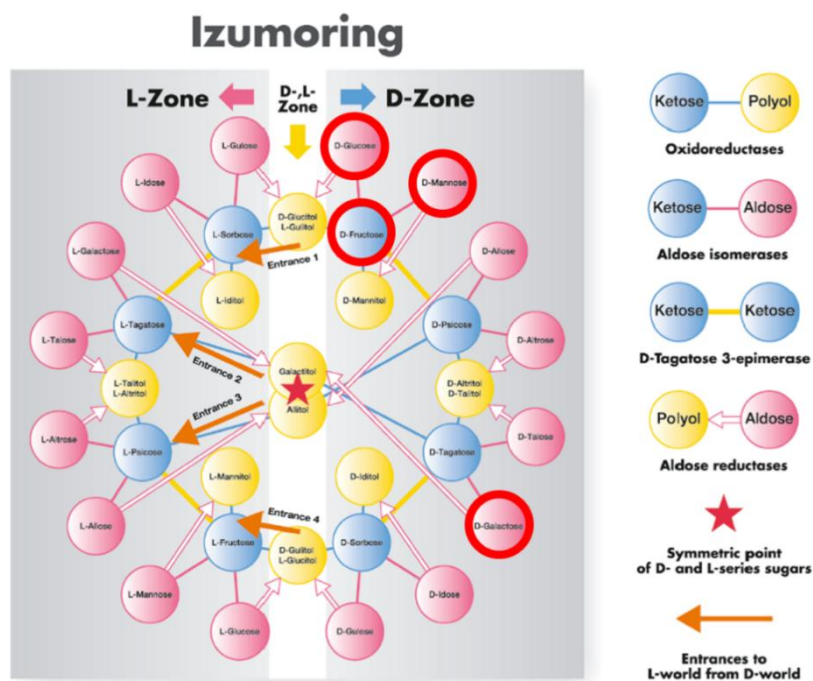 Izumoring
L-Zone
D-,L-
Zone
D-Zone
L-Gulose
D-Glucose
L-Idose
D-Mannose
D-Glucitol
L-Gulitol
L-Sorbose
D-Fructose
Entrance 1
L-Galactose
D-Allose
L-Iditol
D-Mannitol
L-Tagatose
D-Psicose
L-Talose
D-Altrose
Entrance 2
Galactitol
L-Talitol
L-Altritol
D-Altritol
D-Talitol
Entrance 3
Allitol
L-Altrose
D-Talose
L-Psicose
D-Tagatose
L-Mannitol
D-Iditol
L-Allose
D-Galactose
Entrance 4
L-Fructose
D-Sorbose
D-Gulitol
L-Glucitol
L-Mannose
D-Idose
L-Glucose
D-Gulose
Ketose
Polyol
Oxidoreductases
Ketose
Aldose
Aldose isomerases
Ketose
Ketose
D-Tagatose 3-epimerase
Polyol
Aldose
Aldose reductases
Symmetric point
of D- and L-series sugars
Entrances to
L-world from D-world